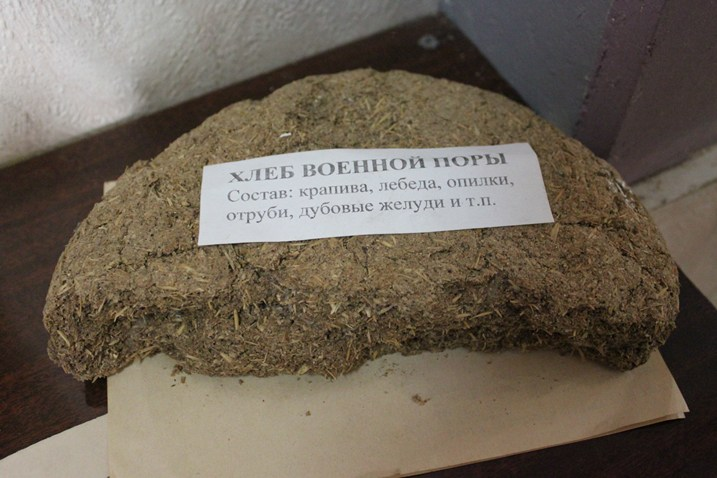 ХЛЕБ ВОЕННОЙ ПОРЫ
Состав: крапива, лебеда, опилки,
отруби, дубовые желуди и т.п.